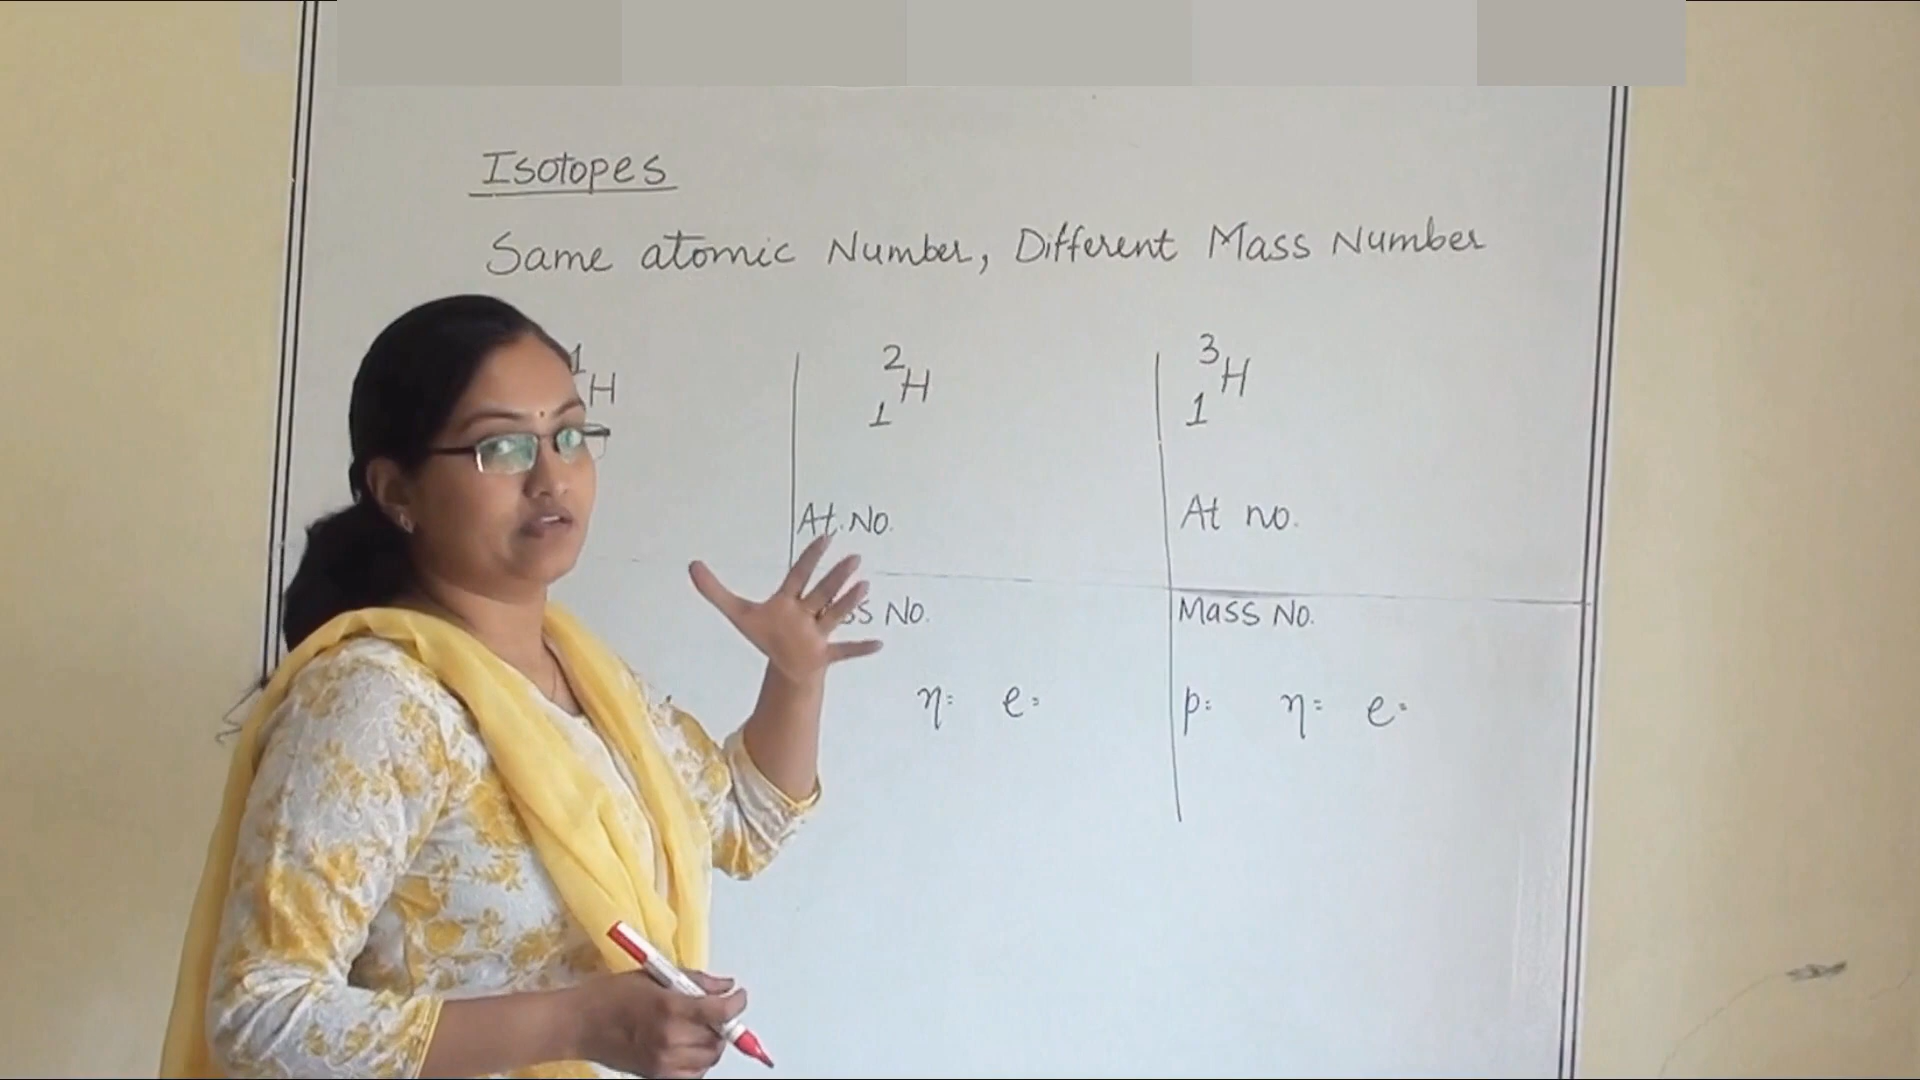 Isotopes
Same atomic Number, Different Mass Number
1 H 2 1 H 3 1 H
At. No. At no.
No. Mass No.
η= e= p= η= e=